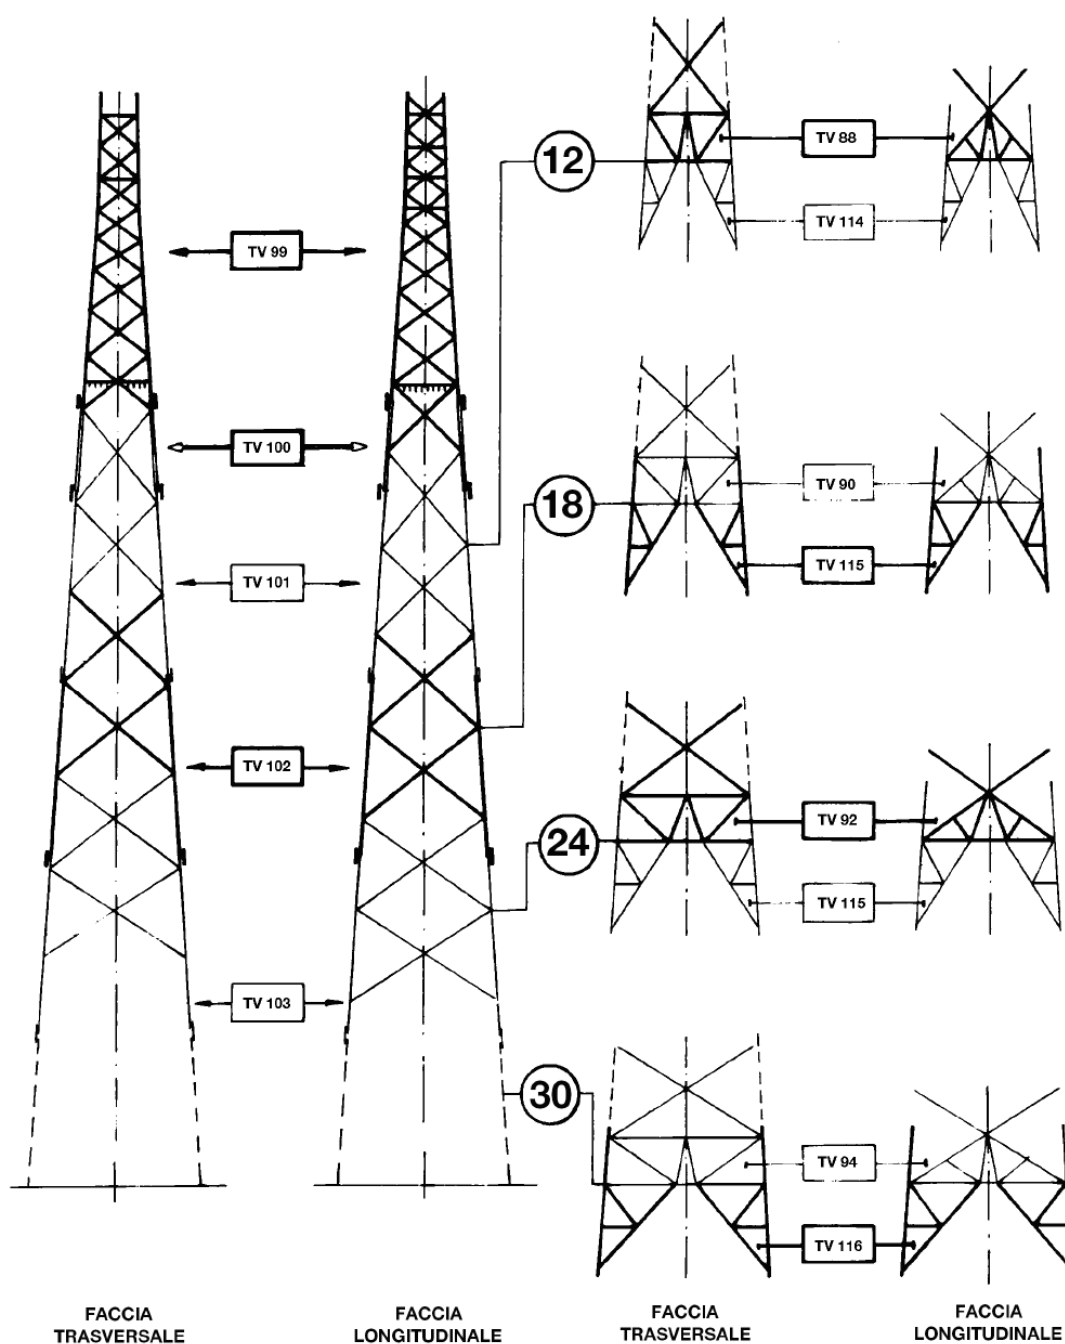 12
TV 88
TV 114
TV 99
TV 100
18
TV 90
TV 115
TV 101
TV 102
24
TV 92
TV 115
TV 103
30
TV 94
TV 116
FACCIA
TRASVERSALE
FACCIA
LONGITUDINALE
FACCIA
TRASVERSALE
FACCIA
LONGITUDINALE